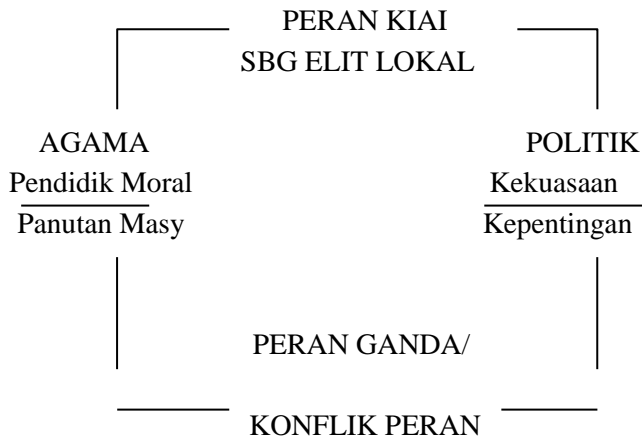 PERAN KIAI
SBG ELIT LOKAL
AGAMA
Pendidik Moral
Panutan Masy
POLITIK
Kekuasaan
Kepentingan
PERAN GANDA/
KONFLIK PERAN